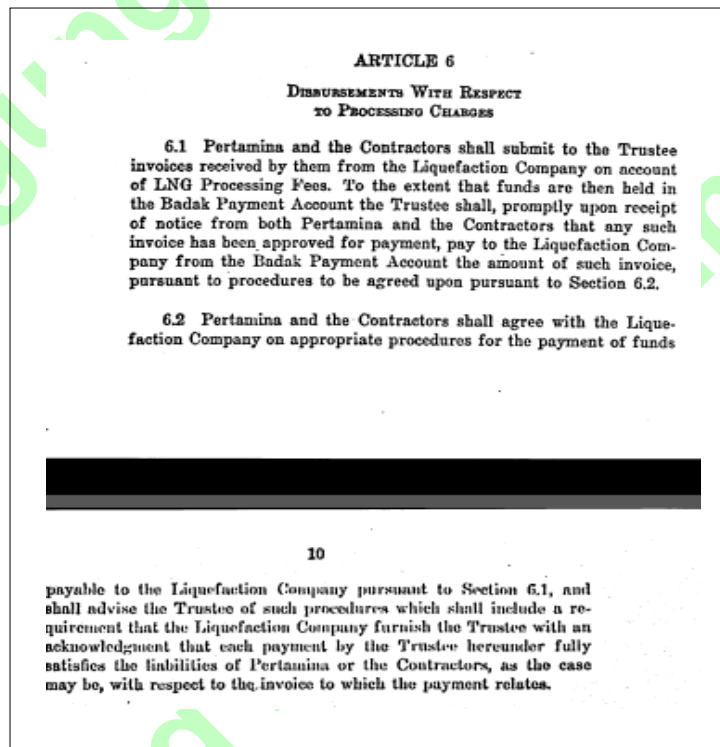 ARTICLE 6
DISBURSEMENTS WITH RESPECT
TO PROCESSING CHARGES
6.1 Pertamina and the Contractors shall submit to the Trustee
invoices received by them from the Liquefaction Company on account
of LNG Processing Fees. To the extent that funds are then held in
the Badak Payment Account the Trustee shall, promptly upon receipt
of notice from both Pertamina and the Contractors that any such
invoice has been approved for payment, pay to the Liquefaction Com-
pany from the Badak Payment Account the amount of such invoice,
pursuant to procedures to be agreed upon pursuant to Section 6.2.
6.2 Pertamina and the Contractors shall agree with the Lique-
faction Company on appropriate procedures for the payment of funds
10
payable to the Liquefaction Company pursuant to Section 6.1, and
shall advise the Trustee of such procedures which shall include a re-
quirement that the Liquefaction Company furnish the Trustee with an
acknowledgment that each payment by the Trustee hereunder fully
satisfies the liabilities of Pertamina or the Contractors, as the case
may be, with respect to the invoice to which the payment relates.